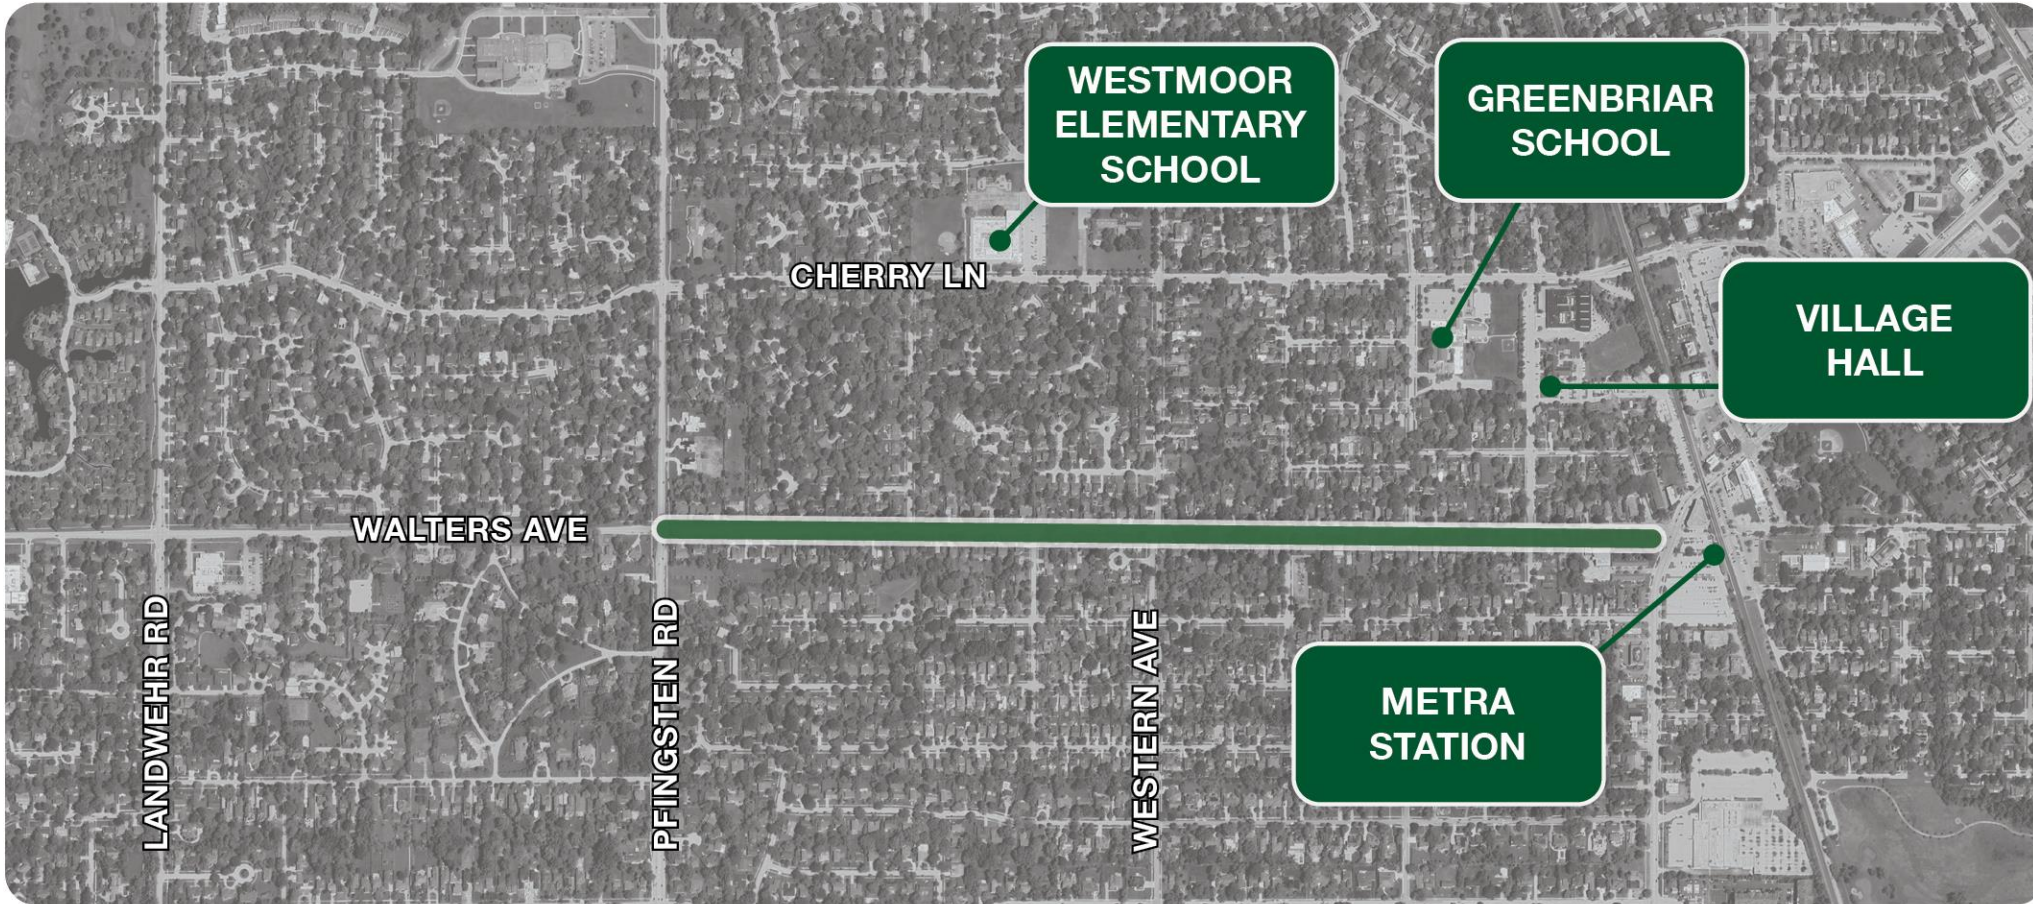 WESTMOOR
ELEMENTARY
SCHOOL
GREENBRIAR
SCHOOL
CHERRY LN
VILLAGE
HALL
WALTERS AVE
LANDWEHR RD
PFINGSTEN RD
WESTERN AVE
METRA
STATION